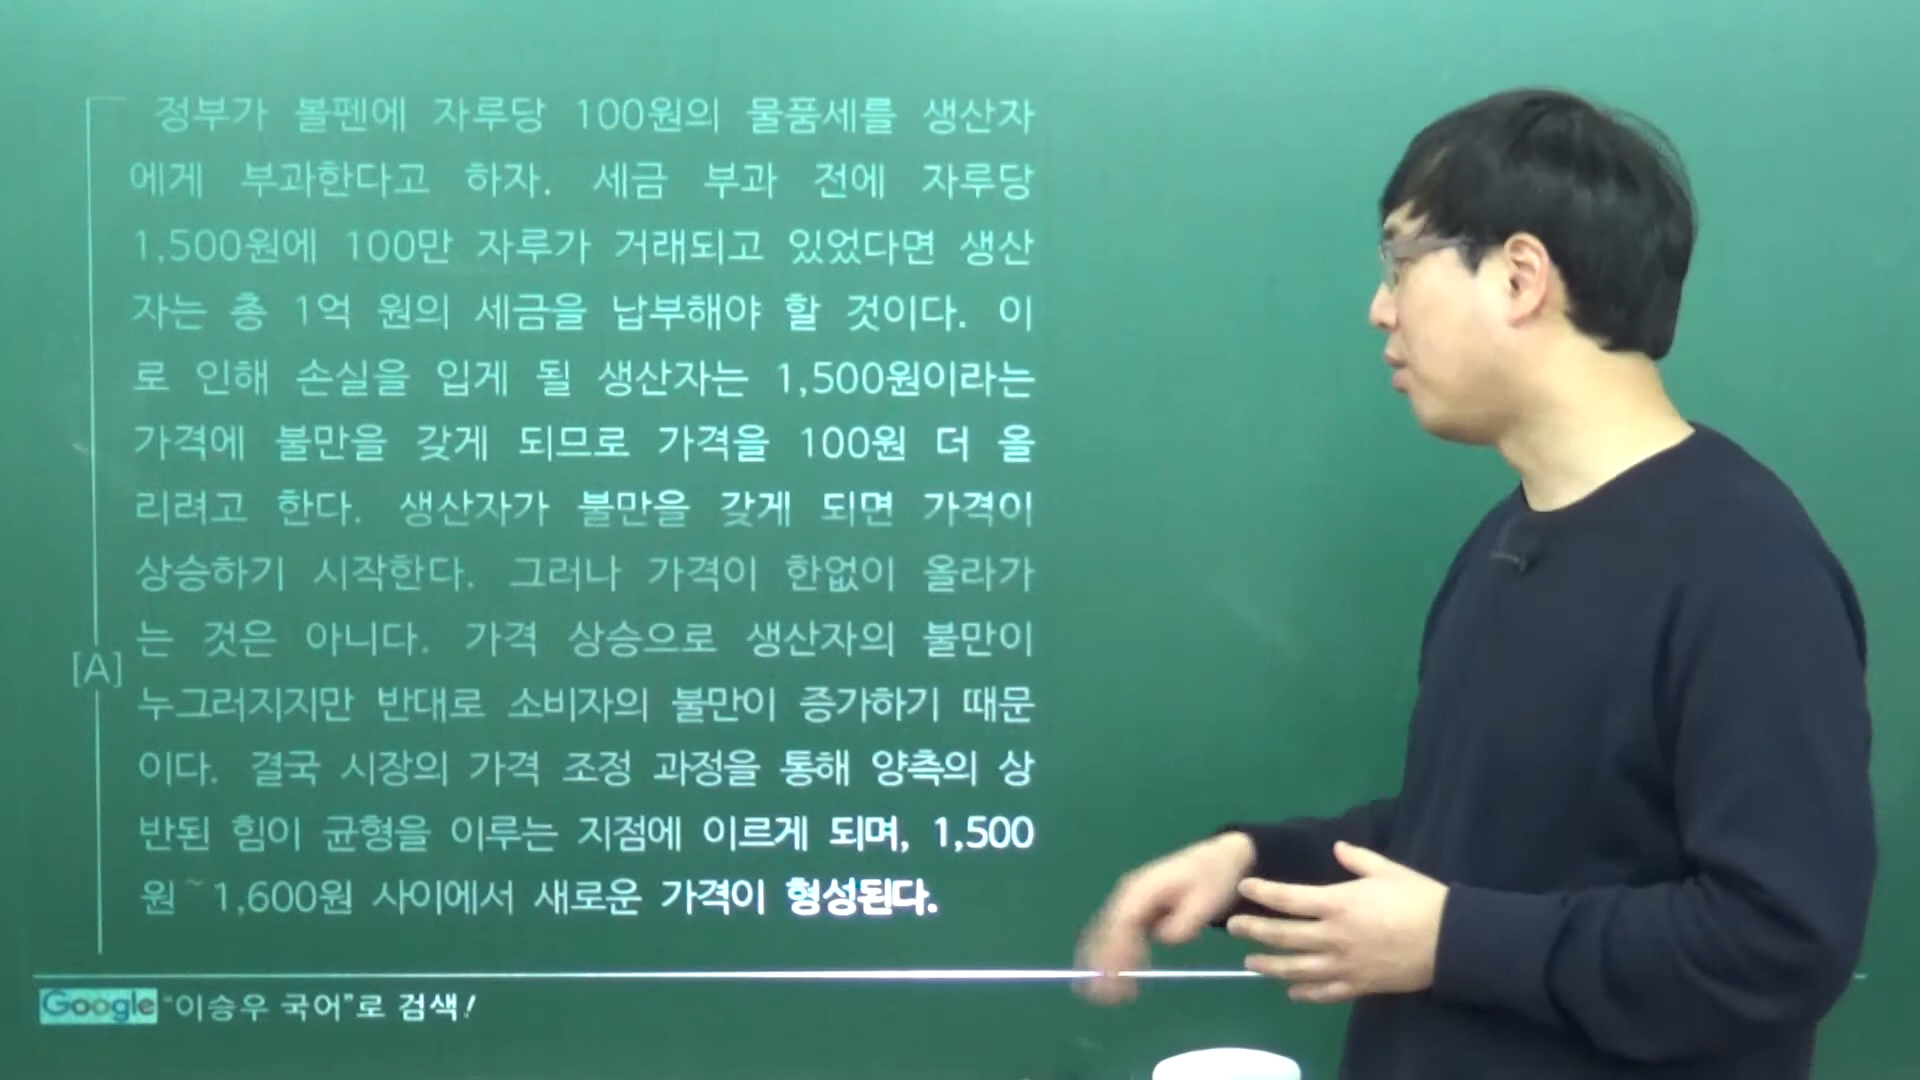 정부가 볼펜에 자루당 100원의 물품세를 생산자
에게 부과한다고 하자. 세금 부과 전에 자루당
1,500원에 100만 자루가 거래되고 있었다면 생산
자는 총 1억 원의 세금을 납부해야 할 것이다. 이
로 인해 손실을 입게 될 생산자는 1,500원이라는
가격에 불만을 갖게 되므로 가격을 100원 더 올
리려고 한다. 생산자가 불만을 갖게 되면 가격이
상승하기 시작한다. 그러나 가격이 한없이 올라가
는 것은 아니다. 가격 상승으로 생산자의 불만이
[A]
누그러지지만 반대로 소비자의 불만이 증가하기 때문
이다. 결국 시장의 가격 조정 과정을 통해 양측의 상
반된 힘이 균형을 이루는 지점에 이르게 되며, 1,500
원~1,600원 사이에서 새로운 가격이 형성된다.
Google "이승우 국어"로 검색!